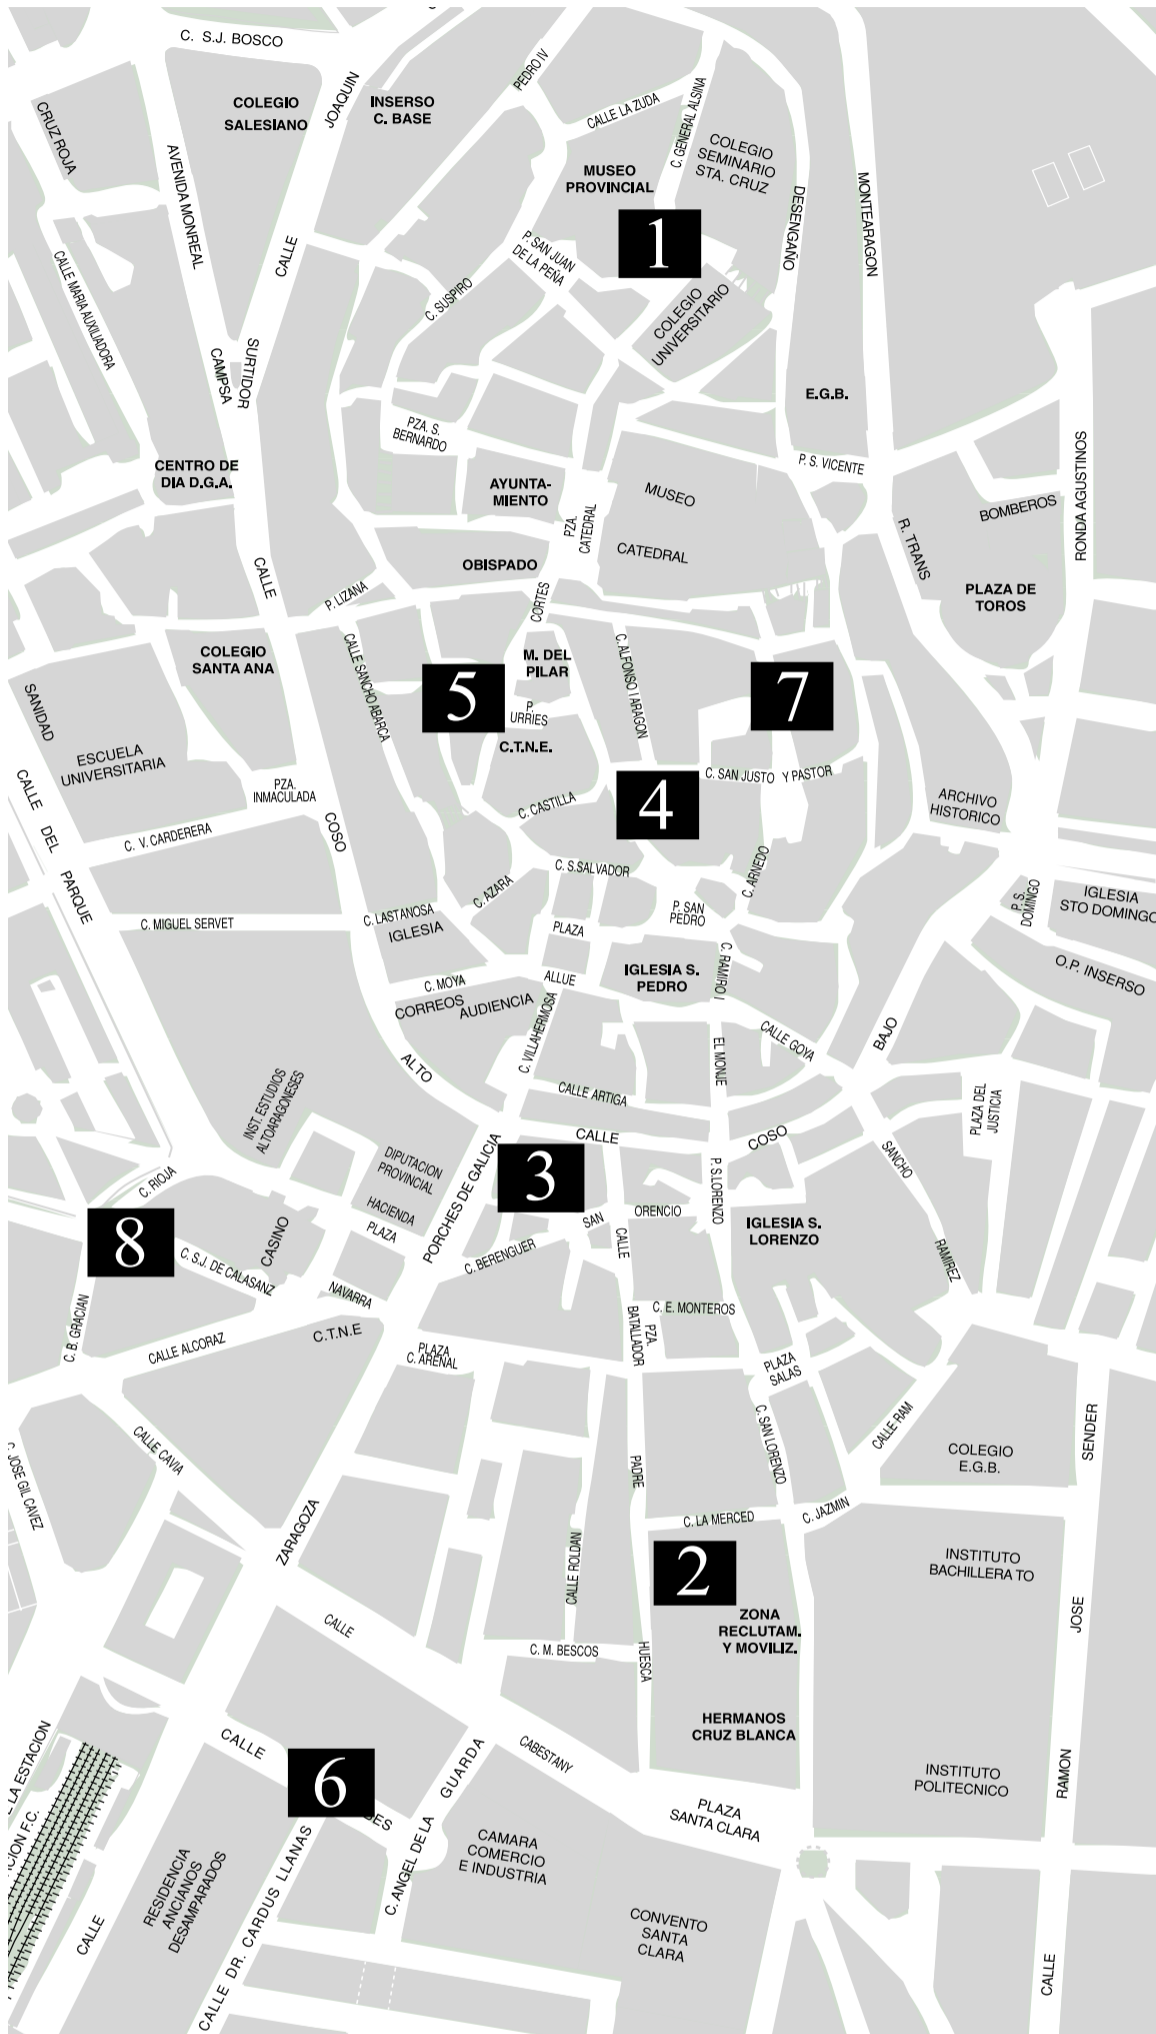 C. S.J. BOSCO
CRUZ ROJA
COLEGIO
SALESIANO
JOAQUIN
INSERSO
C. BASE
PEDRO IV
CALLE LA ZUDA
C. GENERAL ALSINA
COLEGIO
SEMINARIO
STA. CRUZ
AVENIDA MONREAL
MUSEO
PROVINCIAL
DESENGAÑO
MONTEARAGON
1
CALLE
P. SAN JUAN
DE LA PEÑA
CALLE MARIA AUXILIADORA
C. SUSPIRO
COLEGIO
UNIVERSITARIO
CAMPSA
SURTIDOR
E.G.B.
PZA. S.
BERNARDO
P. S. VICENTE
CENTRO DE
DIA D.G.A.
AYUNTA-
MIENTO
MUSEO
PZA.
CATEDRAL
CATEDRAL
BOMBEROS
RONDA AGUSTINOS
R. TRANS
OBISPADO
CALLE
P. LIZANA
CORTES
PLAZA DE
TOROS
COLEGIO
SANTA ANA
CALLE SANCHO ABARCA
M. DEL
PILAR
C. ALFONSO I ARAGON
5
7
SANIDAD
P.
URRIES
C.T.N.E.
ESCUELA
UNIVERSITARIA
PZA.
INMACULADA
C. SAN JUSTO Y PASTOR
4
C. CASTILLA
ARCHIVO
HISTORICO
CALLE DEL PARQUE
COSO
C. V. CARDERERA
C. S.SALVADOR
C. ARNEDO
C. AZARA
P. S.
DOMINGO
IGLESIA
STO DOMINGO
C. MIGUEL SERVET
C. LASTANOSA
IGLESIA
PLAZA
P. SAN
PEDRO
C. RAMIRO I
O.P. INSERSO
C. MOYA
ALLUE
IGLESIA S.
PEDRO
CORREOS
AUDIENCIA
C. VILLAHERMOSA
CALLE GOYA
BAJO
EL MONJE
ALTO
CALLE ARTIGA
INST. ESTUDIOS
ALTOARAGONESES
PLAZA DEL
JUSTICIA
CALLE
COSO
DIPUTACION
PROVINCIAL
PORCHES DE GALICIA
3
SANCHO
C. RIOJA
P. S.LORENZO
HACIENDA
PLAZA
SAN
ORENCIO
IGLESIA S.
LORENZO
8
CASINO
CALLE
C. S.J. DE CALASANZ
C. BERENGUER
RAMIREZ
NAVARRA
C. E. MONTEROS
C. B. GRACIAN
C.T.N.E
CALLE ALCORAZ
PZA.
BATALLADOR
PLAZA
C. ARENAL
PLAZA
SALAS
CALLE CAVIA
C. SAN LORENZO
CALLE RAM
SENDER
COLEGIO
E.G.B.
C. JOSE GIL CAVEZ
PADRE
ZARAGOZA
C. LA MERCED
C. JAZMIN
CALLE ROLDAN
2
INSTITUTO
BACHILLERA TO
ZONA
RECLUTAM.
Y MOVILIZ.
JOSE
CALLE
C. M. BESCOS
HUESCA
HERMANOS
CRUZ BLANCA
CALLE
GUARDA
CABESTANY
6
INSTITUTO
POLITECNICO
RAMON
LA ESTACION
PLAZA
SANTA CLARA
F.C.
C. ANGEL DE LA
CAMARA
COMERCIO
E INDUSTRIA
RESIDENCIA
ANCIANOS
DESAMPARADOS
CALLE
CALLE DR. CARDUS LLANAS
CONVENTO
SANTA
CLARA
CALLE